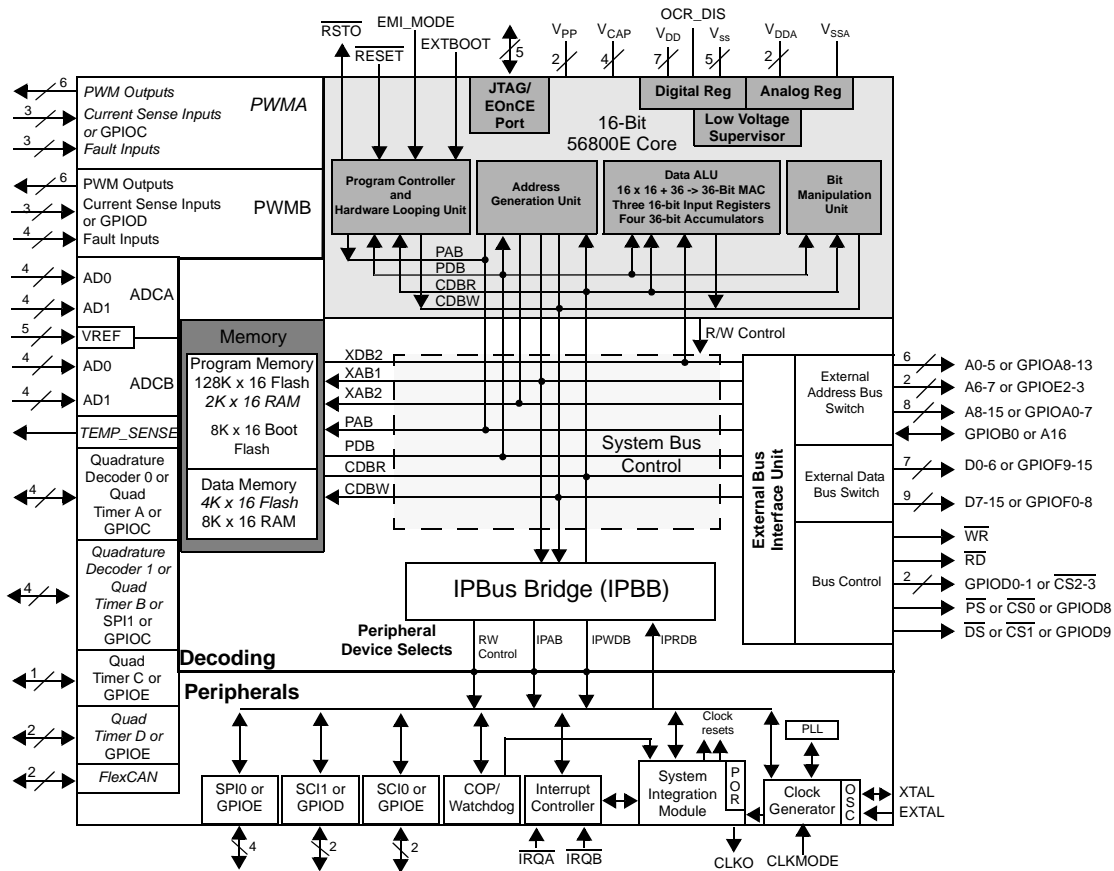 RSTO
EMI_MODE
RESET
EXTBOOT
5
VPP
2
VCAP
4
OCR_DIS
VDD
7
Vss
5
VDDA
2
VSSA
JTAG/
EOnCE
Port
Digital Reg
Analog Reg
Low Voltage
Supervisor
16-Bit
56800E Core
6
PWM Outputs
PWMA
3
Current Sense Inputs
or GPIOC
3
Fault Inputs
6
PWM Outputs
PWMB
3
Current Sense Inputs
or GPIOD
4
Fault Inputs
Program Controller
and
Hardware Looping Unit
Address
Generation Unit
Data ALU
16 x 16 + 36 -> 36-Bit MAC
Three 16-bit Input Registers
Four 36-bit Accumulators
Bit
Manipulation
Unit
PAB
PDB
CDBR
CDBW
4
AD0
ADCA
4
AD1
5
VREF
4
AD0
ADCB
4
AD1
TEMP_SENSE
4
Quadrature
Decoder 0 or
Quad
Timer A or
GPIOC
4
Quadrature
Decoder 1 or
Quad
Timer B or
SPI1 or
GPIOC
1
Quad
Timer C or
GPIOE
2
Quad
Timer D or
GPIOE
2
FlexCAN
Memory
Program Memory
128K x 16 Flash
2K x 16 RAM
8K x 16 Boot
Flash
Data Memory
4K x 16 Flash
8K x 16 RAM
R/W Control
XDB2
XAB1
XAB2
PAB
PDB
CDBR
CDBW
System Bus
Control
External Bus
Interface Unit
External
Address Bus
Switch
External Data
Bus Switch
Bus Control
6
A0-5 or GPIOA8-13
2
A6-7 or GPIOE2-3
8
A8-15 or GPIOA0-7
GPIOB0 or A16
7
D0-6 or GPIOF9-15
9
D7-15 or GPIOF0-8
WR
RD
2
GPIOD0-1 or CS2-3
PS or CS0 or GPIOD8
DS or CS1 or GPIOD9
IPBus Bridge (IPBB)
Peripheral
Device Selects
RW
Control
IPAB
IPWDB
IPRDB
Decoding
Peripherals
Clock
resets
PLL
SPI0 or
GPIOE
SCI1 or
GPIOD
SCI0 or
GPIOE
COP/
Watchdog
Interrupt
Controller
System
Integration
Module
POR
Clock
Generator
OSC
XTAL
EXTAL
4
2
2
IRQA
IRQB
CLKO
CLKMODE